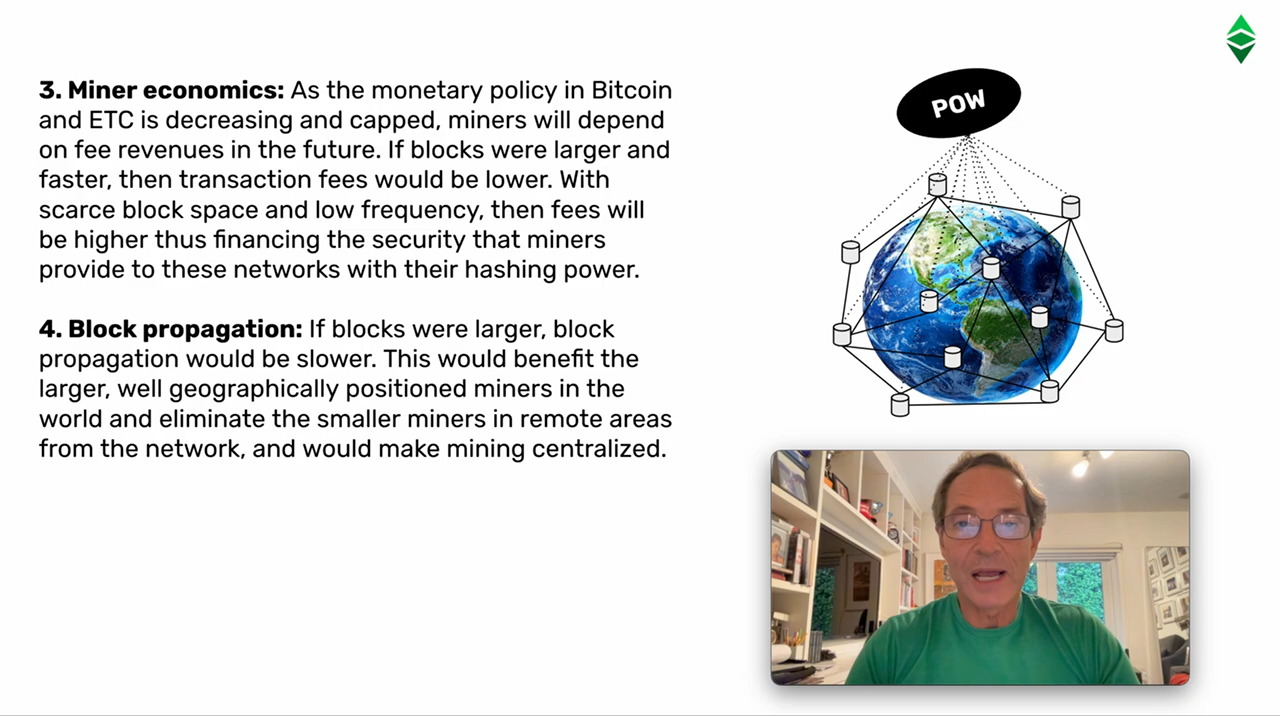 3. Miner economics: As the monetary policy in Bitcoin
and ETC is decreasing and capped, miners will depend
on fee revenues in the future. If blocks were larger and
faster, then transaction fees would be lower. With
scarce block space and low frequency, then fees will
be higher thus financing the security that miners
provide to these networks with their hashing power.
4. Block propagation: If blocks were larger, block
propagation would be slower. This would benefit the
larger, well geographically positioned miners in the
world and eliminate the smaller miners in remote areas
from the network, and would make mining centralized.
POW